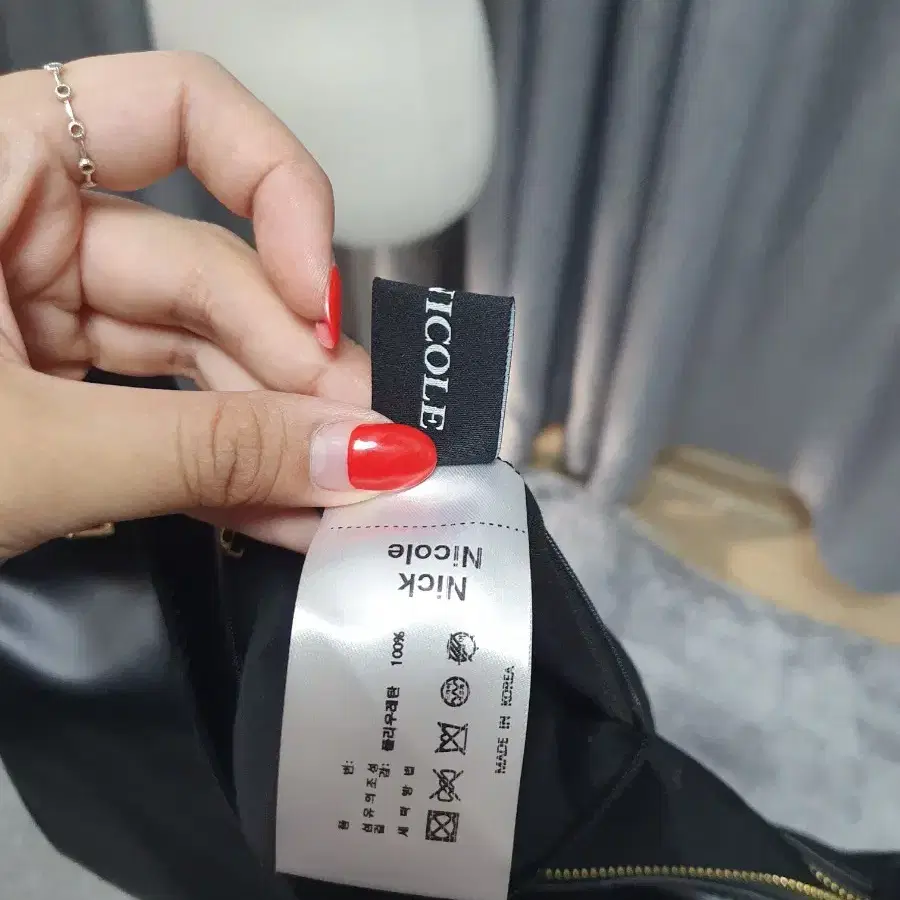 NICOLE
Nick
Nicole
품 번:
섬유의조성
겉 감: 폴리우레탄 100%
세 탁 방 법
MADE IN KOREA